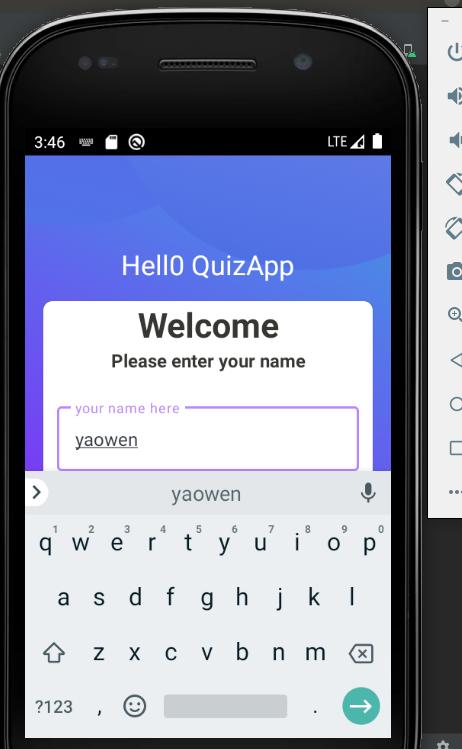 3:46 LTE
Hell0 QuizApp
Welcome
Please enter your name
your name here
yaowen
yaowen
1 2 3 4 5 6 7 8 9 0
q w e r t y u i o p
a s d f g h j k l
z x c v b n m
?123 , .